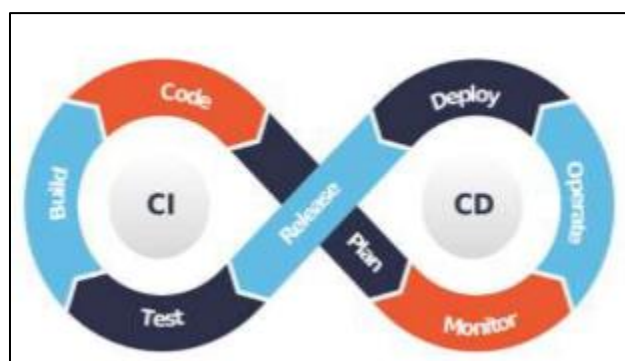 Code
Deploy
Build
CI
Release
CD
Operate
Plan
Test
Monitor